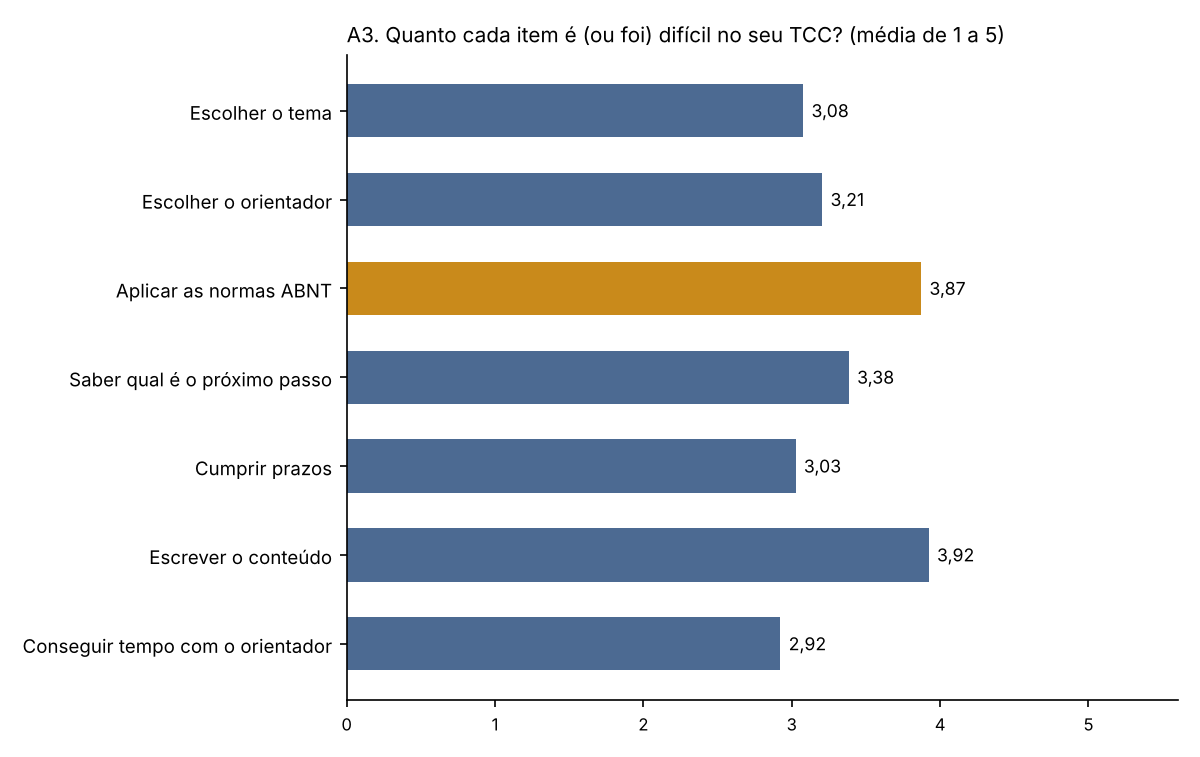 A3. Quanto cada item é (ou foi) difícil no seu TCC? (média de 1 a 5)
Escolher o tema 3,08
Escolher o orientador 3,21
Aplicar as normas ABNT 3,87
Saber qual é o próximo passo 3,38
Cumprir prazos 3,03
Escrever o conteúdo 3,92
Conseguir tempo com o orientador 2,92
0 1 2 3 4 5